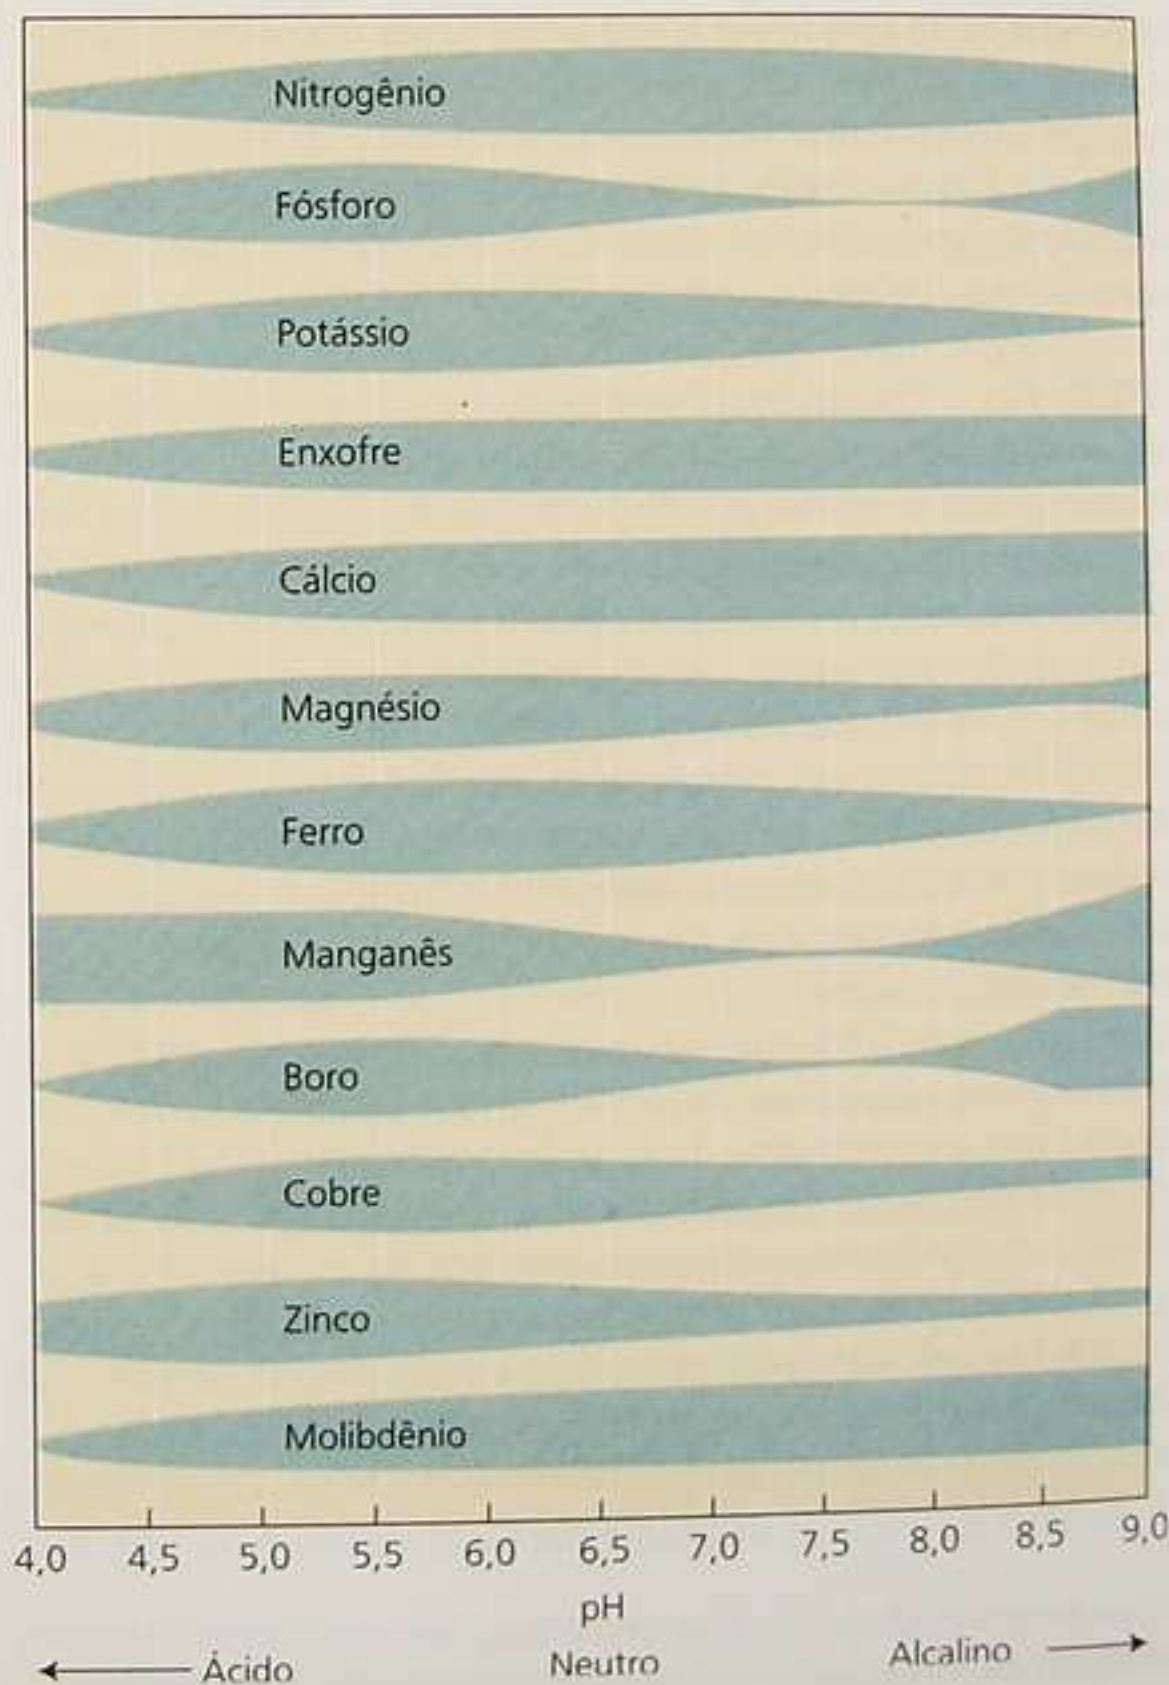 Nitrogênio
Fósforo
Potássio
Enxofre
Cálcio
Magnésio
Ferro
Manganês
Boro
Cobre
Zinco
Molibdênio
4,0 4,5 5,0 5,5 6,0 6,5 7,0 7,5 8,0 8,5 9,0
pH
Ácido Neutro Alcalino